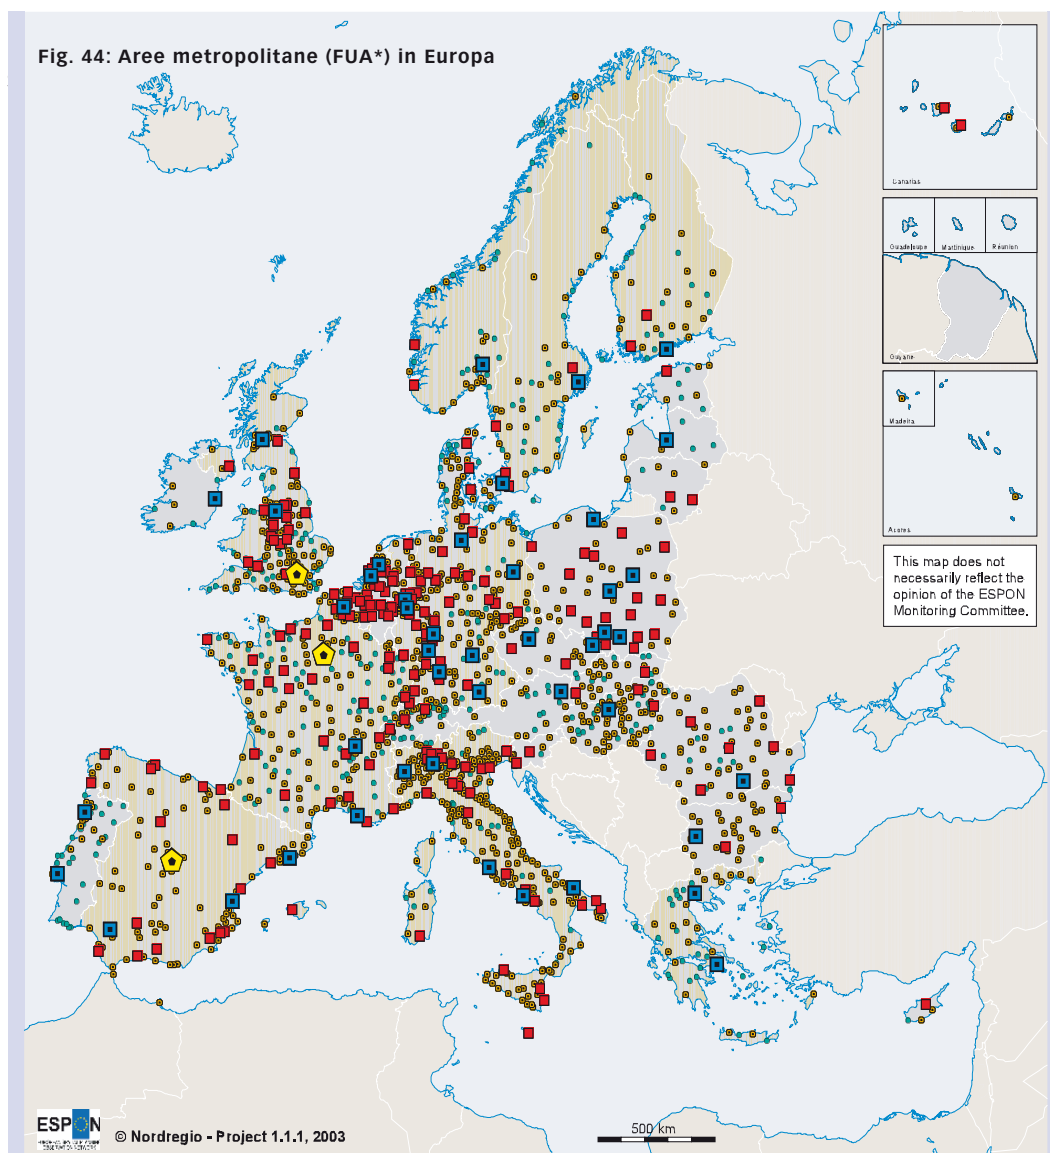 Fig. 44: Aree metropolitane (FUA*) in Europa
Canarias
Guadeloupe
Martinique
Réunion
Guyane
Madeira
Acores
This map does not
necessarily reflect the
opinion of the ESPON
Monitoring Committee.
ESPON
© Nordregio - Project 1.1.1, 2003
500 km